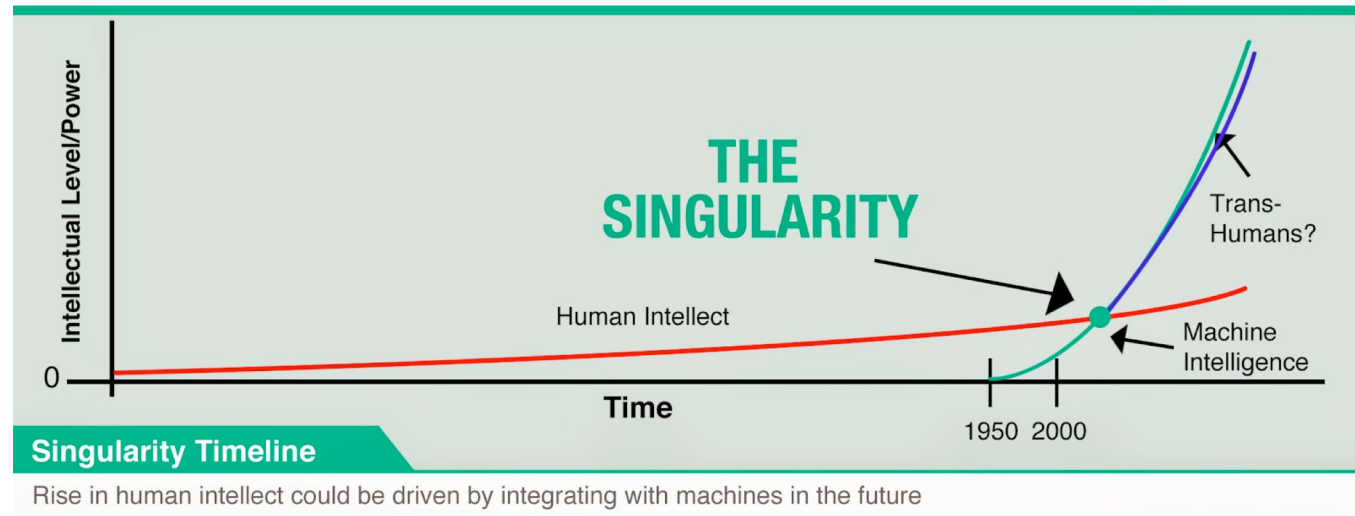 Intellectual Level/Power
THE
SINGULARITY
Trans-
Humans?
Human Intellect
Machine
Intelligence
0
Time
1950 2000
Singularity Timeline
Rise in human intellect could be driven by integrating with machines in the future